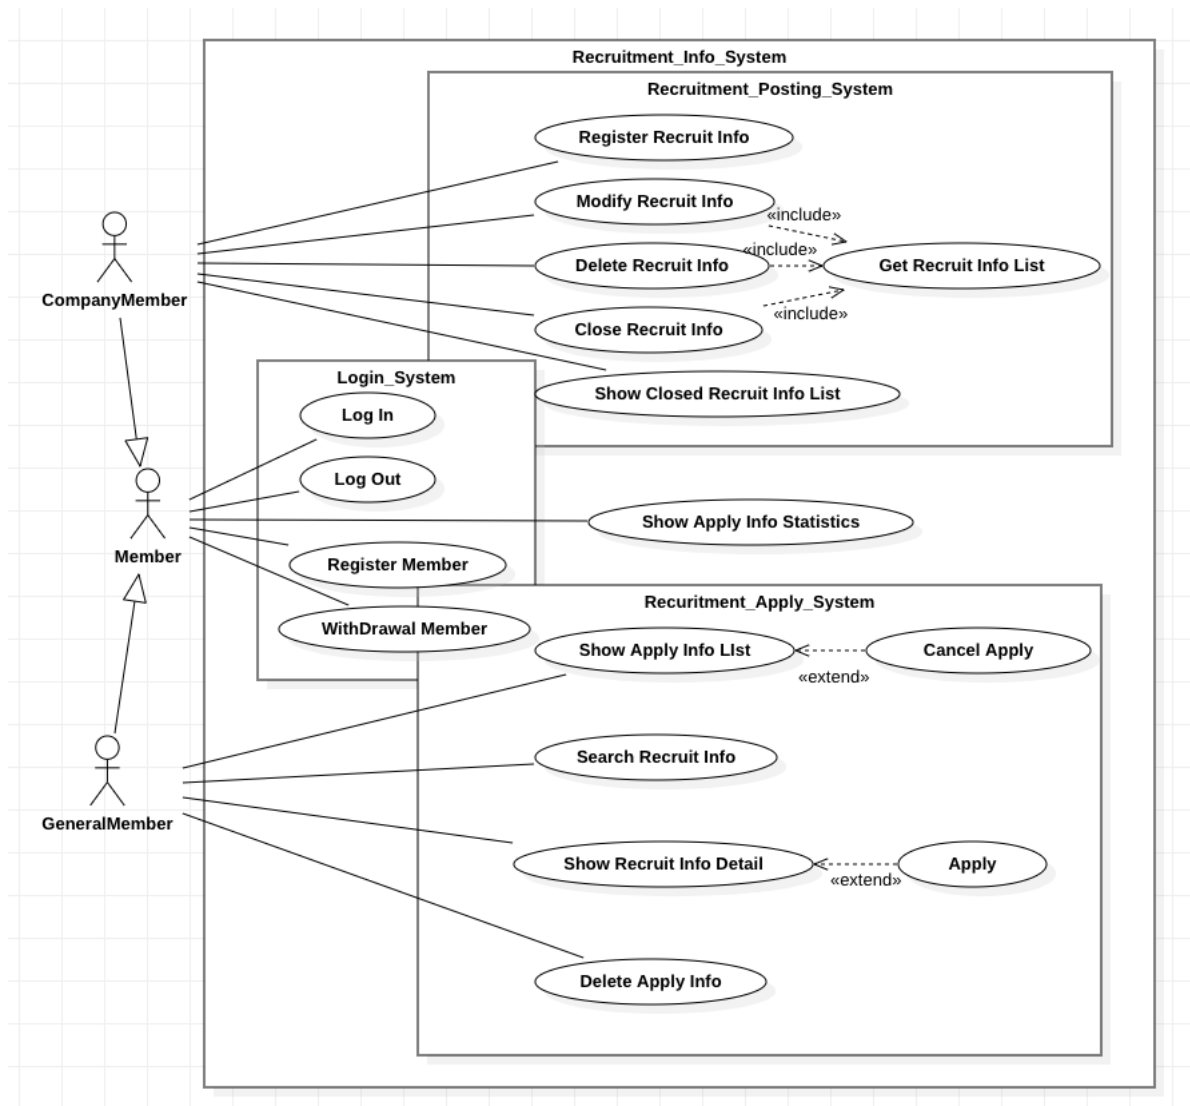 Recruitment_Info_System
Recruitment_Posting_System
Register Recruit Info
Modify Recruit Info
«include»
«include»
Delete Recruit Info
Get Recruit Info List
CompanyMember
Close Recruit Info
«include»
Login_System
Show Closed Recruit Info List
Log In
Log Out
Show Apply Info Statistics
Member
Register Member
Recuritment_Apply_System
WithDrawal Member
Show Apply Info LIst
Cancel Apply
«extend»
Search Recruit Info
GeneralMember
Show Recruit Info Detail
Apply
«extend»
Delete Apply Info